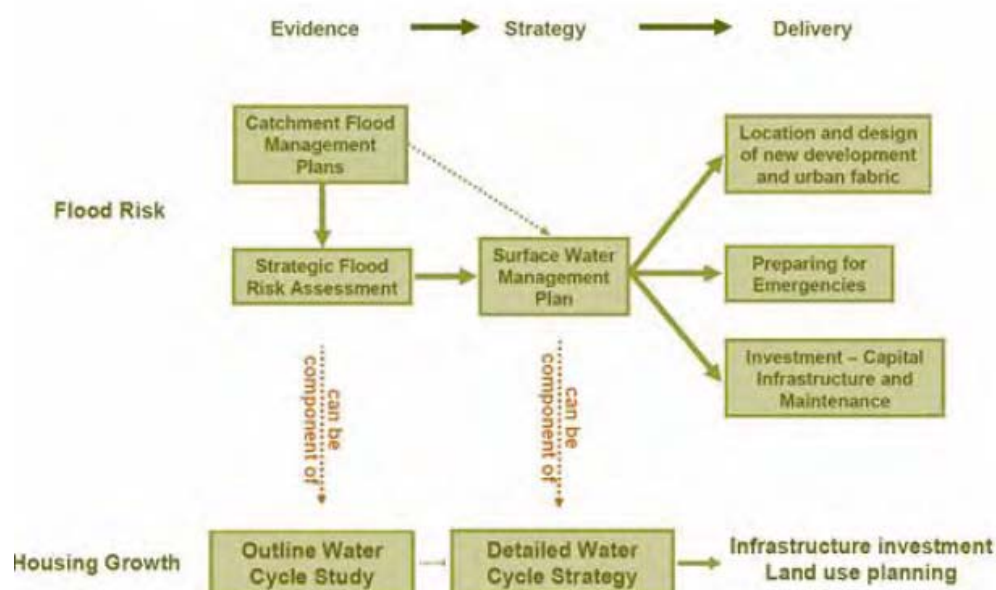 Evidence
Strategy
Delivery
Catchment Flood
Management
Plans
Location and design
of new development
and urban fabric
Flood Risk
Strategic Flood
Risk Assessment
Surface Water
Management
Plan
Preparing for
Emergencies
Investment – Capital
Infrastructure and
Maintenance
can be
component of
can be
component of
Housing Growth
Outline Water
Cycle Study
Detailed Water
Cycle Strategy
Infrastructure investment
Land use planning